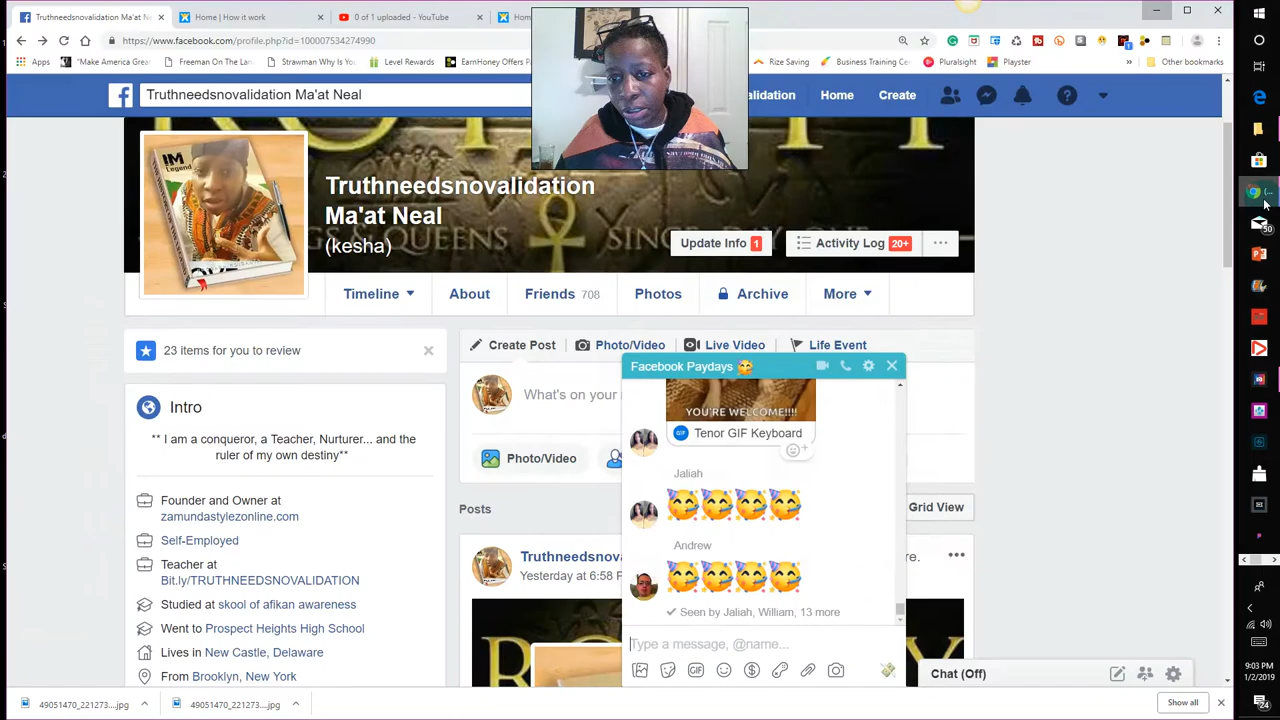 Truthneedsnovalidation Ma'at Ne
Home | How it work
0 of 1 uploaded - YouTube
https://www.facebook.com/profile.php?id=100007534274990
Apps
"Make America Grea
Freeman On The Lan
Strawman Why Is You
Level Rewards
EarnHoney Offers P
Rize Saving
Business Training Ce
Pluralsight
Playster
Other bookmarks
Truthneedsnovalidation Ma'at Neal
Home
Create
IM
Legend
Truthneedsnovalidation
Ma'at Neal
(kesha)
Update Info 1
Activity Log 20+
Timeline
About
Friends 708
Photos
Archive
More
23 items for you to review
Intro
** I am a conqueror, a Teacher, Nurturer... and the
ruler of my own destiny**
Founder and Owner at
zamundastylezonline.com
Self-Employed
Teacher at
Bit.ly/TRUTHNEEDSNOVALIDATION
Studied at skool of afikan awareness
Went to Prospect Heights High School
Lives in New Castle, Delaware
From Brooklyn, New York
Create Post
Photo/Video
Live Video
Life Event
What's on your
Photo/Video
Posts
Grid View
Truthneedsnov
Yesterday at 6:58 P
Facebook Paydays
YOU'RE WELCOME!!!!
GIF Tenor GIF Keyboard
Jaliah
Andrew
Seen by Jaliah, William, 13 more
Type a message, @name...
GIF
Chat (Off)
49051470_221273....jpg
49051470_221273....jpg
Show all
50
9:03 PM
1/2/2019
24